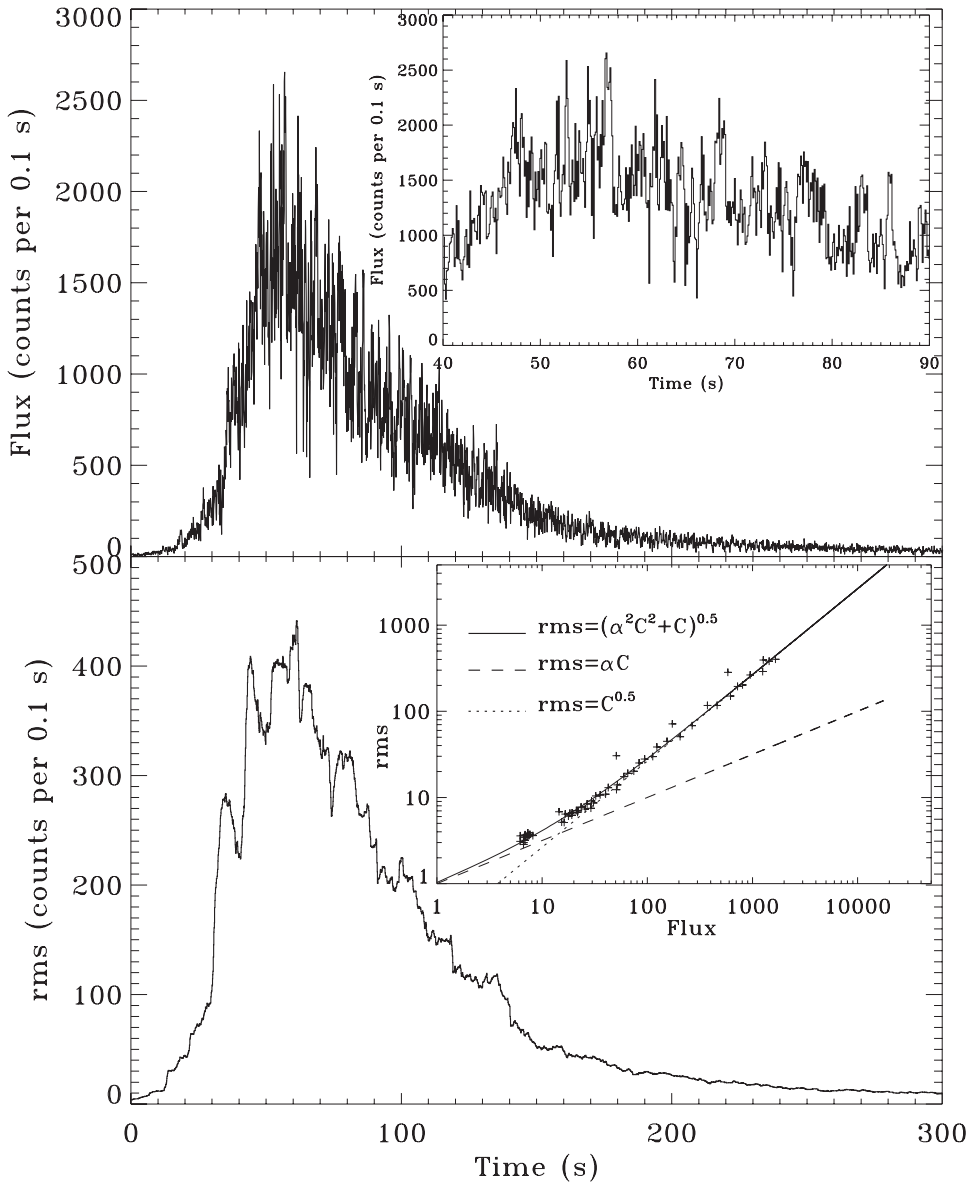 3000
2500
2000
1500
1000
500
0
Flux (counts per 0.1 s)
3000
2500
2000
1500
1000
500
0
Flux (counts per 0.1 s)
40 50 60 70 80 90
Time (s)
500
400
300
200
100
0
rms (counts per 0.1 s)
rms=(α²C²+C)⁰·⁵
rms=αC
rms=C⁰·⁵
1000
100
10
1
rms
1 10 100 1000 10000
Flux
0 100 200 300
Time (s)